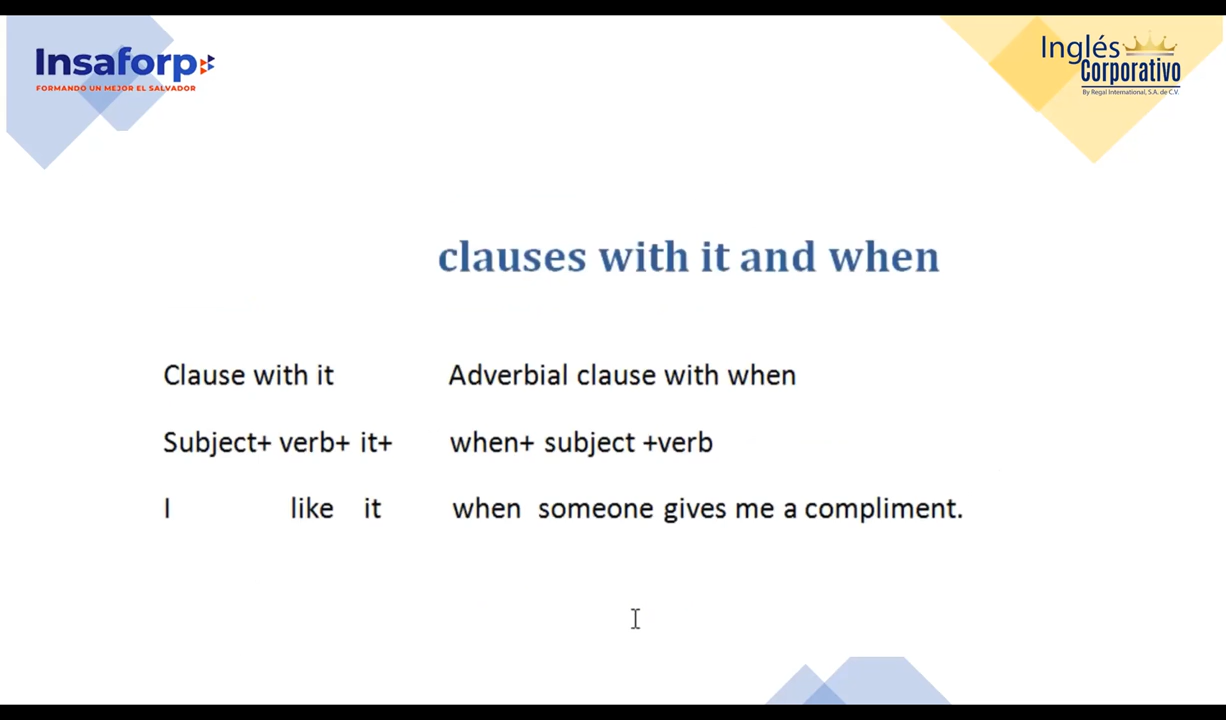 Insaforp
FORMANDO UN MEJOR EL SALVADOR
Inglés
Corporativo
By Regal International, S.A. de C.V.
clauses with it and when
Clause with it Adverbial clause with when
Subject+ verb+ it+ when+ subject +verb
I like it when someone gives me a compliment.